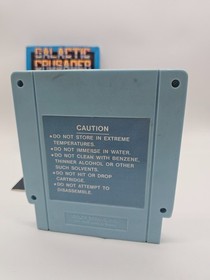 GALACTIC
CRUSADER
CAUTION
•DO NOT STORE IN EXTREME
TEMPERATURES.
•DO NOT IMMENSE IN WATER.
•DO NOT CLEAN WITH BENZENE,
THINNER ALCOHOL OR OTHER
SUCH SOLVENTS.
•DO NOT HIT OR DROP
CARTRIDGE.
•DO NOT ATTEMPT TO
DISASSEMBLE.